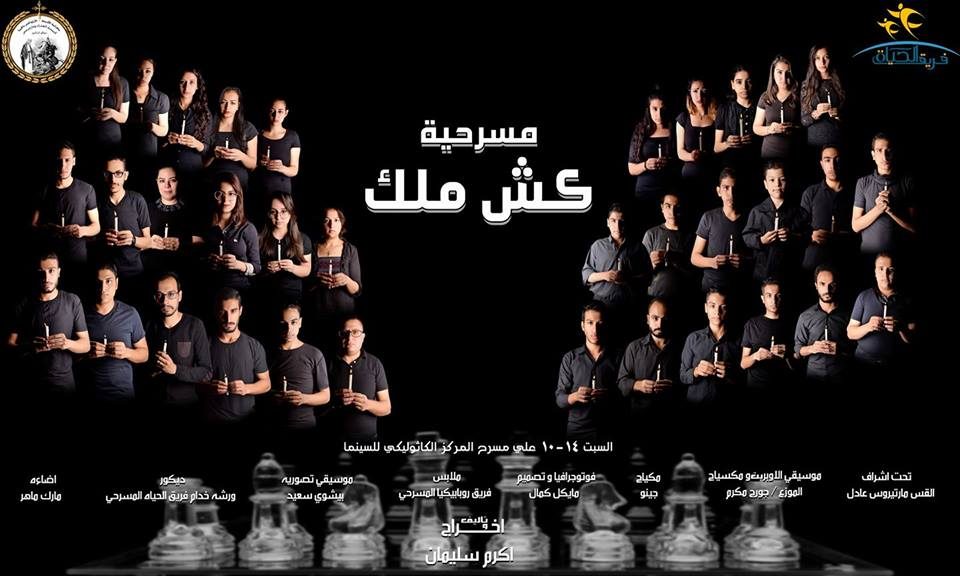 فريق الحياة
مسرحية
كش ملك
السبت ١٤-١٠ علي مسرح المركز الكاثوليكي للسينما
تحت اشراف
القس مارتيروس عادل
موسيقي الاوبريت و مكساج
الموزع / جورج مكرم
مكياج
جينو
فوتوجرافيا و تصميم
مايكل كمال
ملابس
فريق روبابيكيا المسرحي
موسيقي تصوريه
بيشوي سعيد
ديكور
ورشه خدام فريق الحياه المسرحي
اضاءه
مارك ماهر
تاليف و اخراج
اكرم سليمان